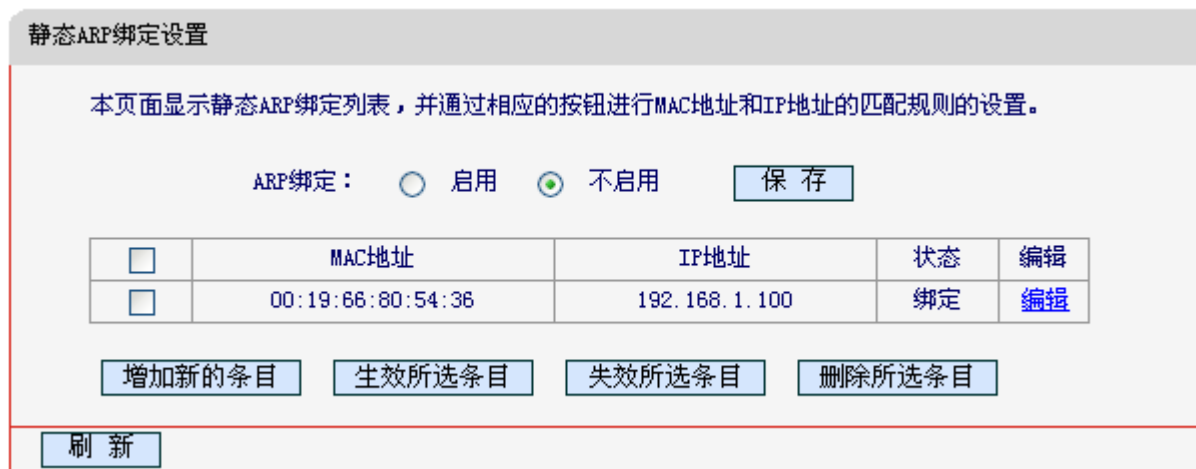 静态ARP绑定设置
本页面显示静态ARP绑定列表，并通过相应的按钮进行MAC地址和IP地址的匹配规则的设置。
ARP绑定： 启用 不启用 保 存
MAC地址 IP地址 状态 编辑
00:19:66:80:54:36 192.168.1.100 绑定 编辑
增加新的条目 生效所选条目 失效所选条目 删除所选条目
刷 新